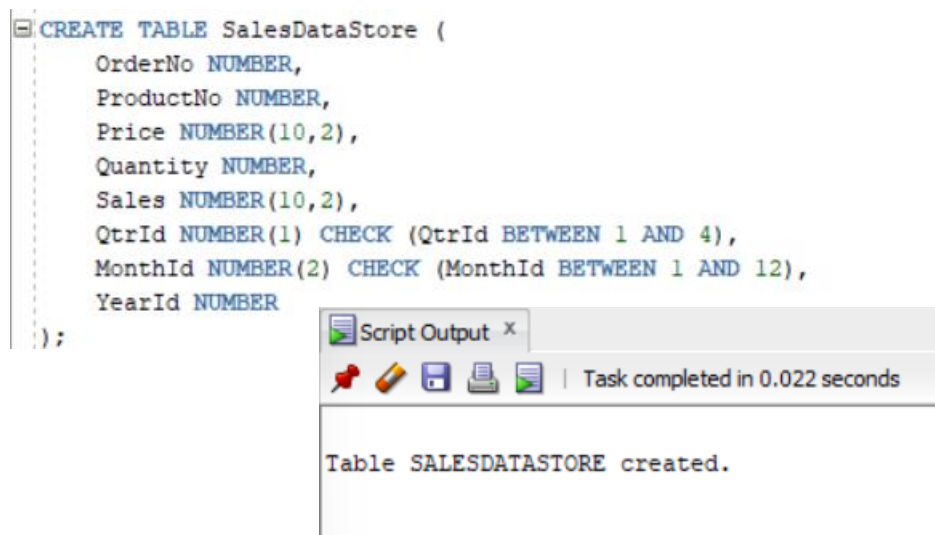 CREATE TABLE SalesDataStore (
OrderNo NUMBER,
ProductNo NUMBER,
Price NUMBER(10,2),
Quantity NUMBER,
Sales NUMBER(10,2),
QtrId NUMBER(1) CHECK (QtrId BETWEEN 1 AND 4),
MonthId NUMBER(2) CHECK (MonthId BETWEEN 1 AND 12),
YearId NUMBER
);
Script Output x
Task completed in 0.022 seconds
Table SALESDATASTORE created.